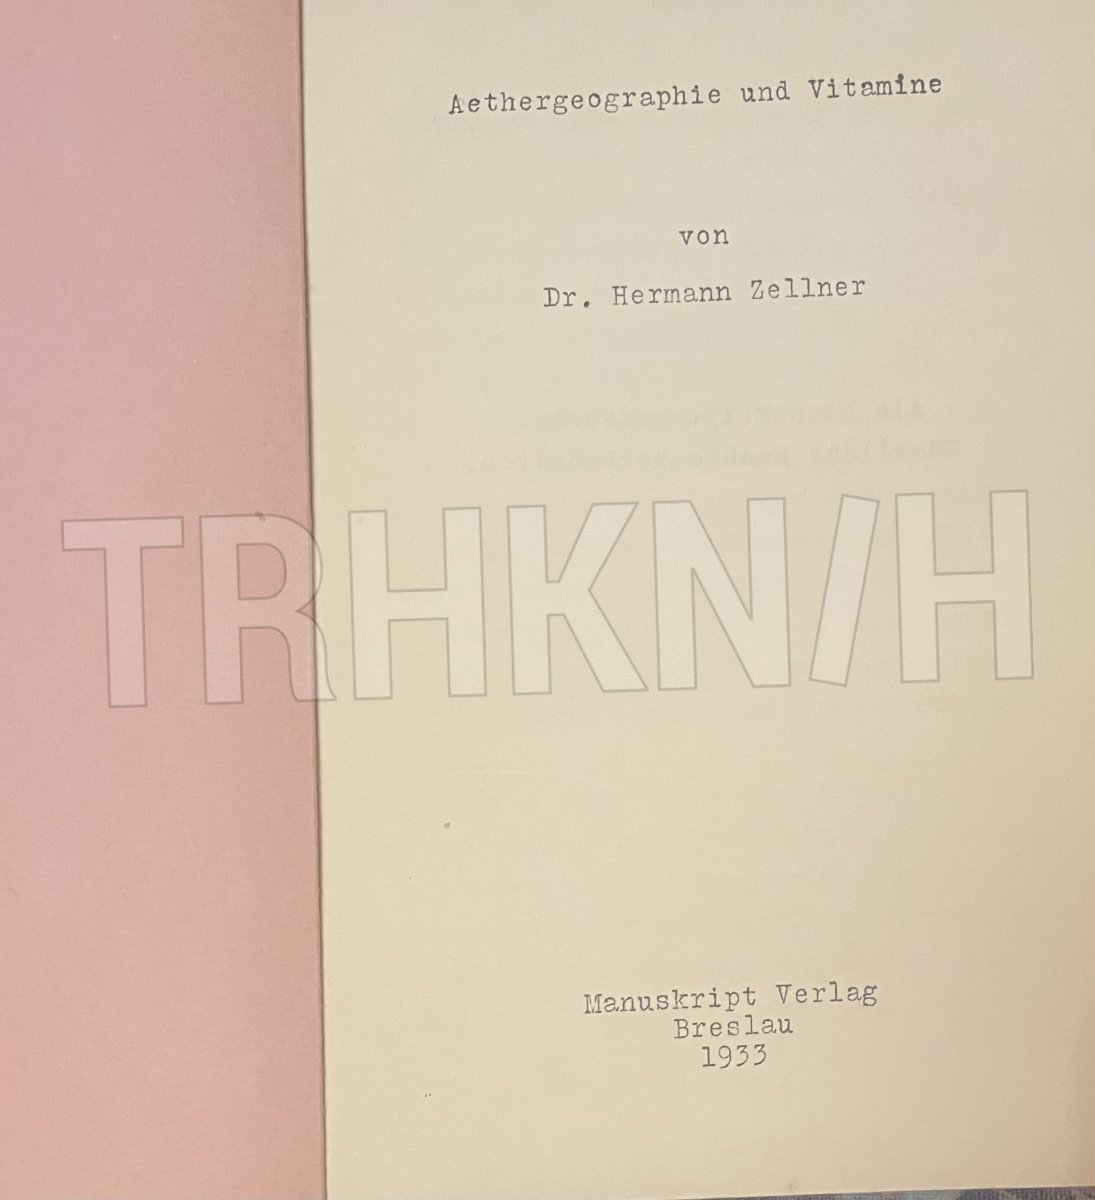 Aethergeographie und Vitamine
von
Dr. Hermann Zellner
TRHKN/H
Manuskript Verlag
Breslau
1933